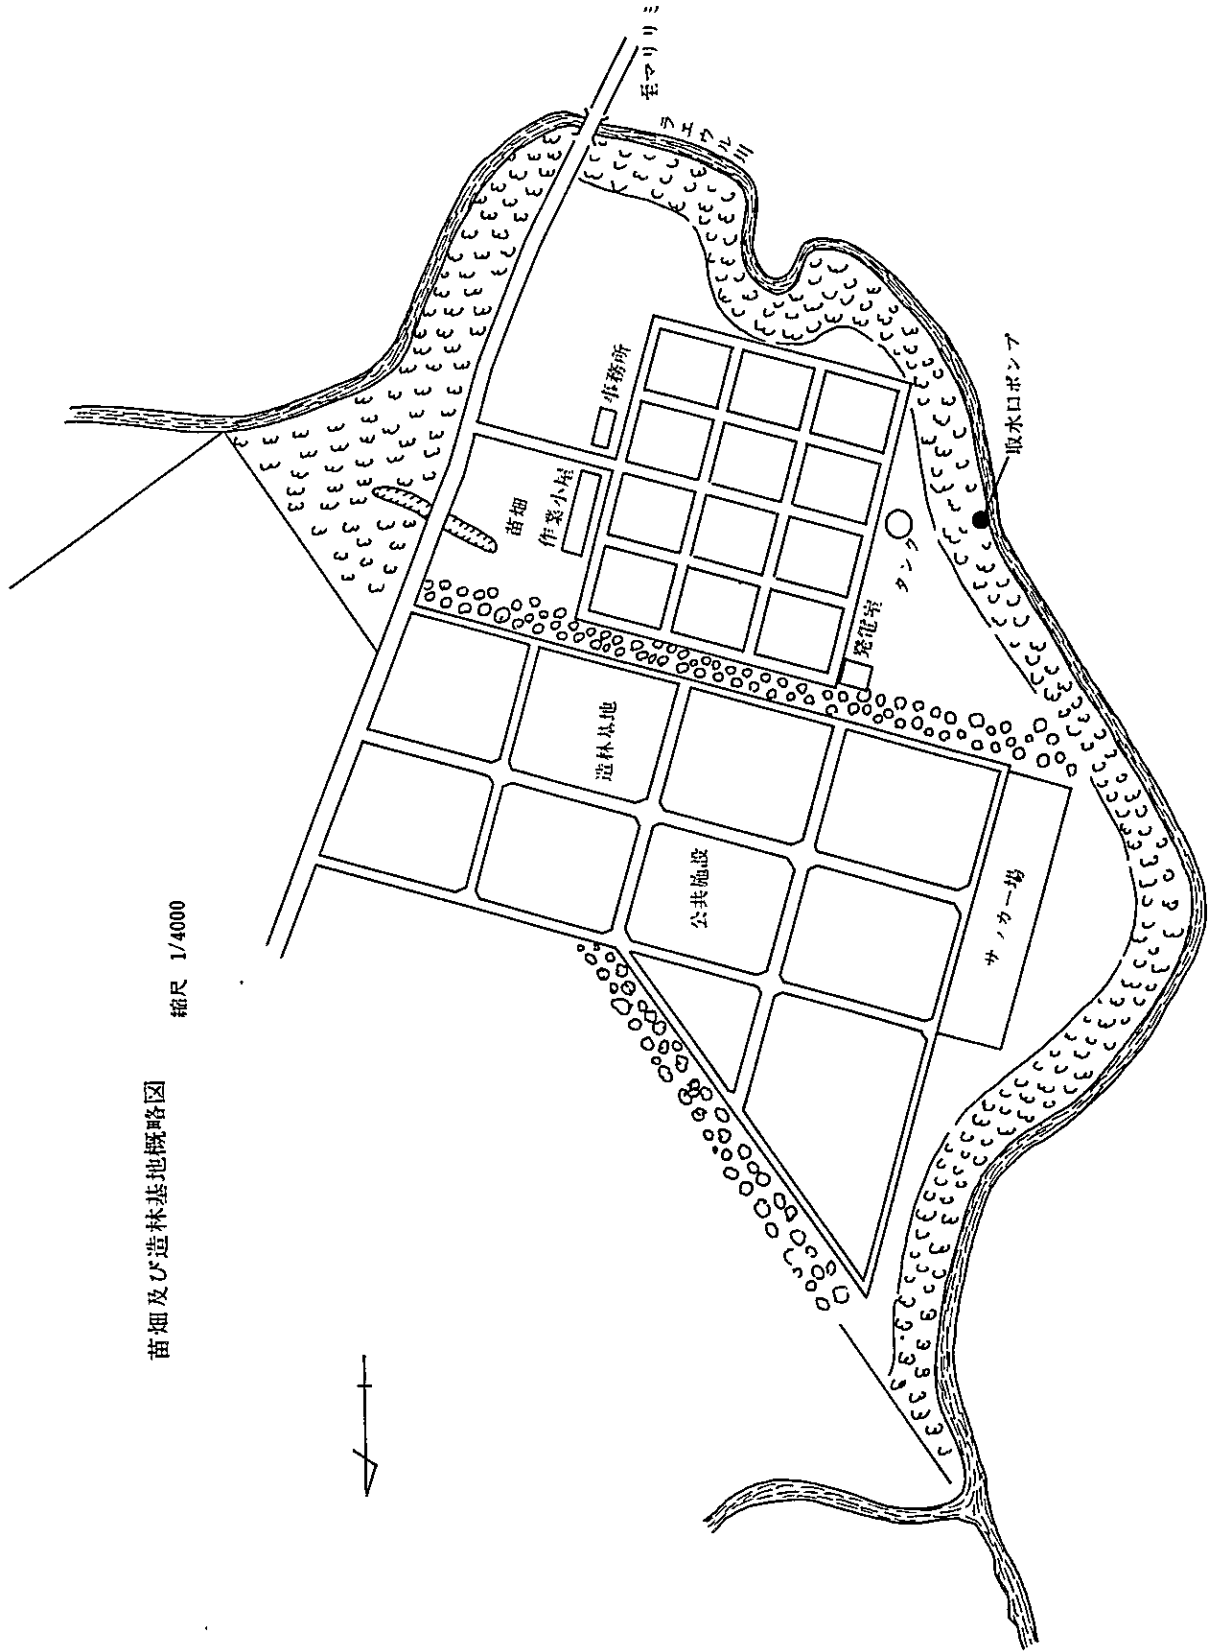 苗畑及び造林基地概略図
縮尺 1/4000
至マリリミ
ラエウル川
事務所
作業小屋
苗畑
取水口ポンプ
タンク
発電室
造林基地
公共施設
サッカー場